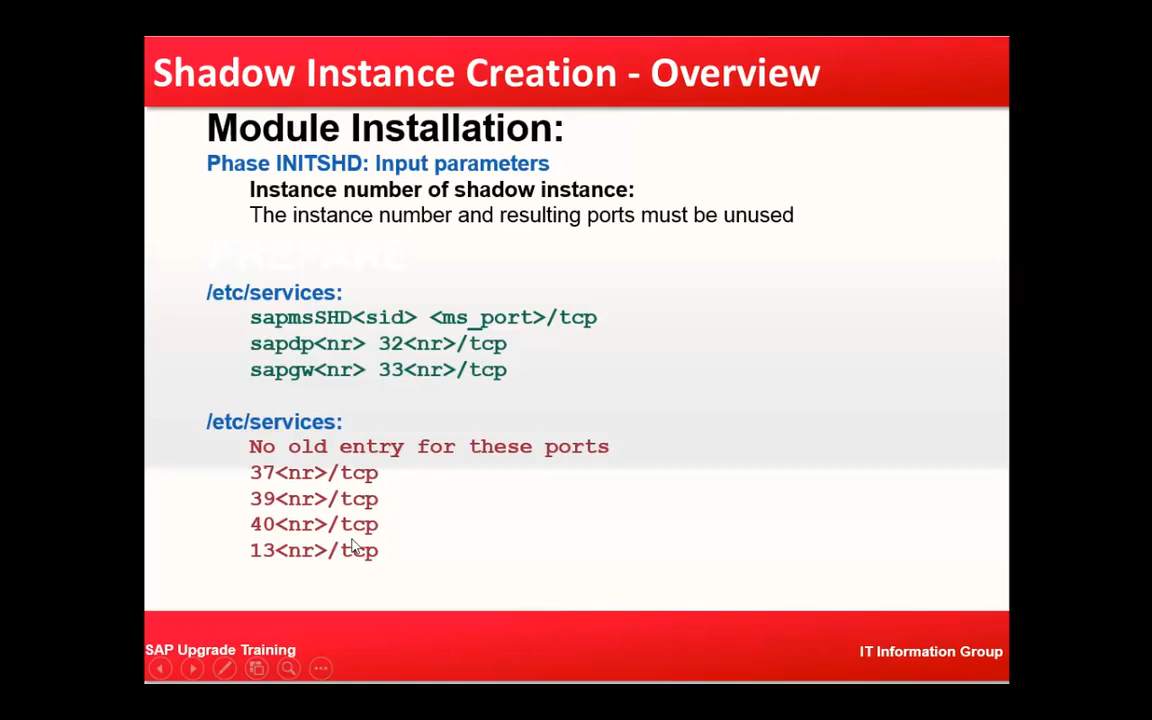 Shadow Instance Creation - Overview
Module Installation:
Phase INITSHD: Input parameters
Instance number of shadow instance:
The instance number and resulting ports must be unused
PREPARE
/etc/services:
sapmsSHD<sid> <ms_port>/tcp
sapdp<nr> 32<nr>/tcp
sapgw<nr> 33<nr>/tcp
/etc/services:
No old entry for these ports
37<nr>/tcp
39<nr>/tcp
40<nr>/tcp
13<nr>/tcp
SAP Upgrade Training
IT Information Group